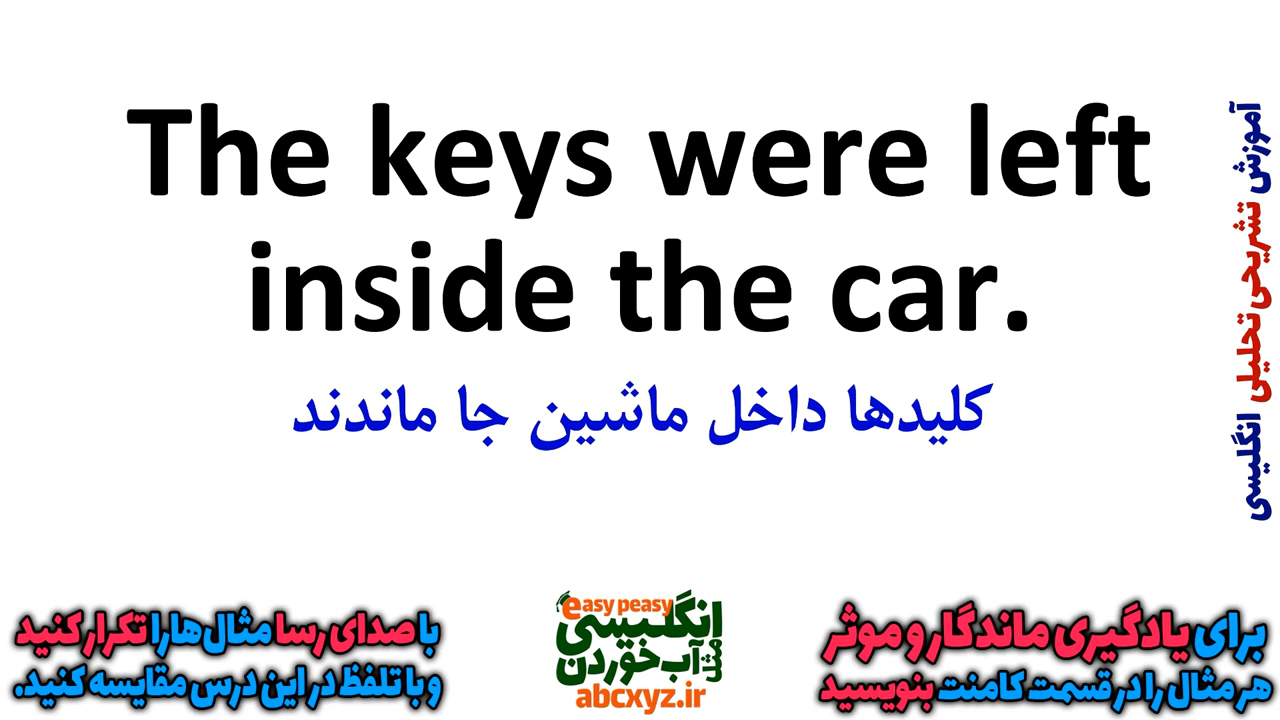 The keys were left
inside the car.
کلیدها داخل ماشین جا ماندند
آموزش تشریحی تحلیلی انگلیسی
برای یادگیری ماندگار و موثر
هر مثال را در قسمت کامنت بنویسید
easy peasy
انگلیسی
مثل آب خوردن
abcxyz.ir
با صدای رسا مثال‌ها را تکرار کنید
و با تلفظ در این درس مقایسه کنید.